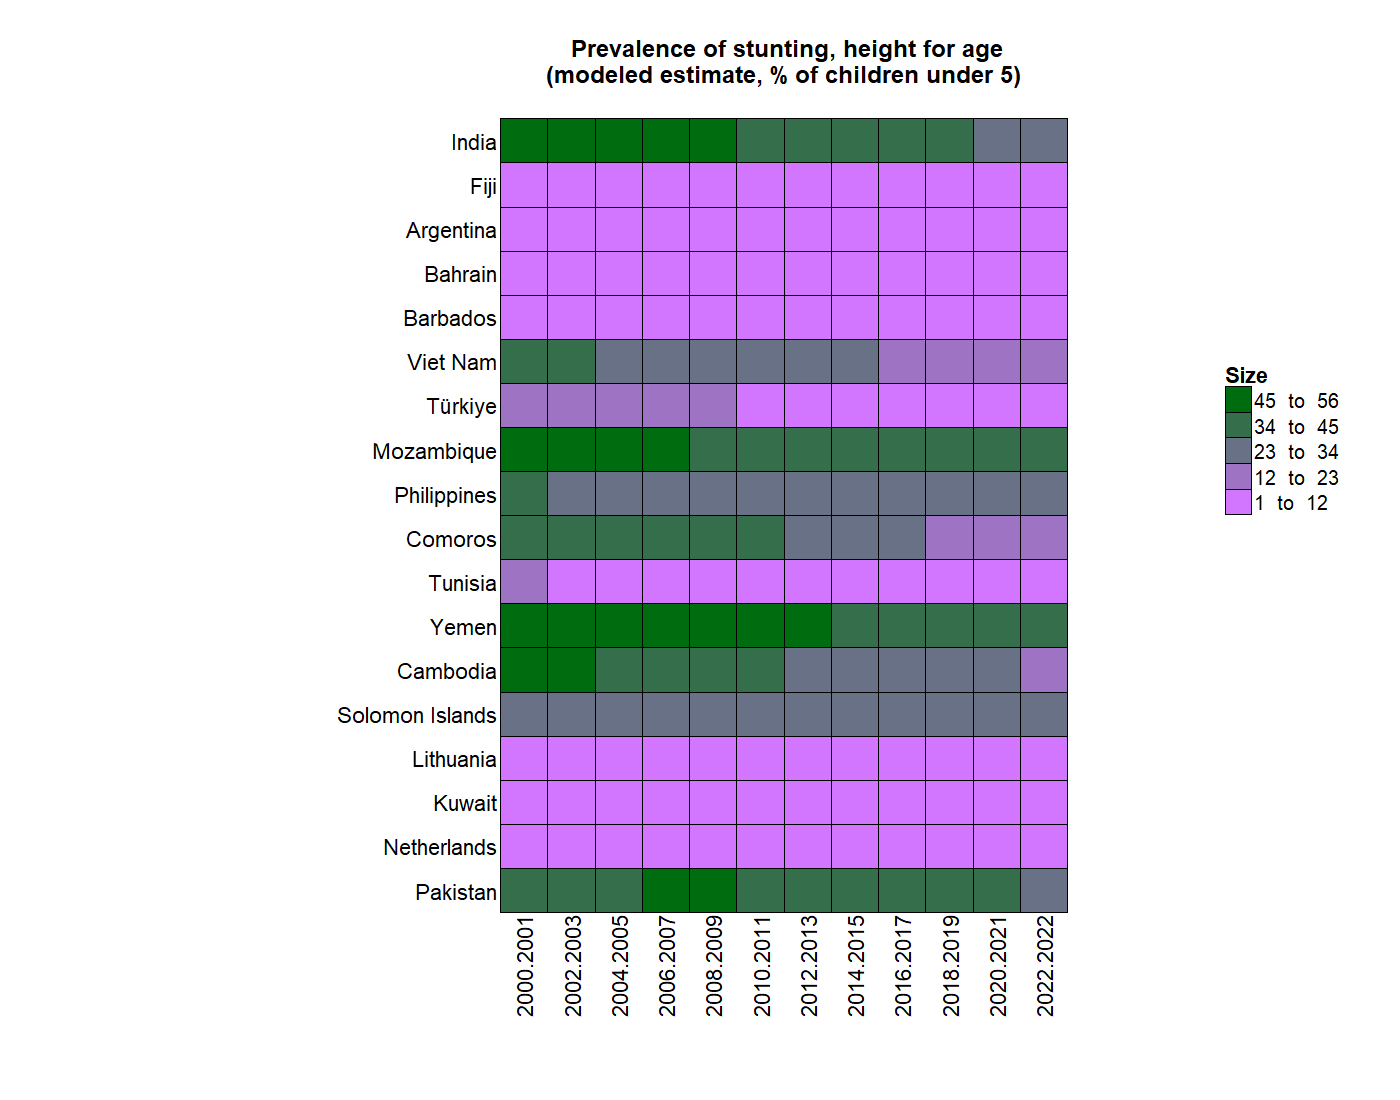 Prevalence of stunting, height for age
(modeled estimate, % of children under 5)
India
Fiji
Argentina
Bahrain
Barbados
Viet Nam
Türkiye
Mozambique
Philippines
Comoros
Tunisia
Yemen
Cambodia
Solomon Islands
Lithuania
Kuwait
Netherlands
Pakistan
2000.2001
2002.2003
2004.2005
2006.2007
2008.2009
2010.2011
2012.2013
2014.2015
2016.2017
2018.2019
2020.2021
2022.2022
Size
45 to 56
34 to 45
23 to 34
12 to 23
1 to 12